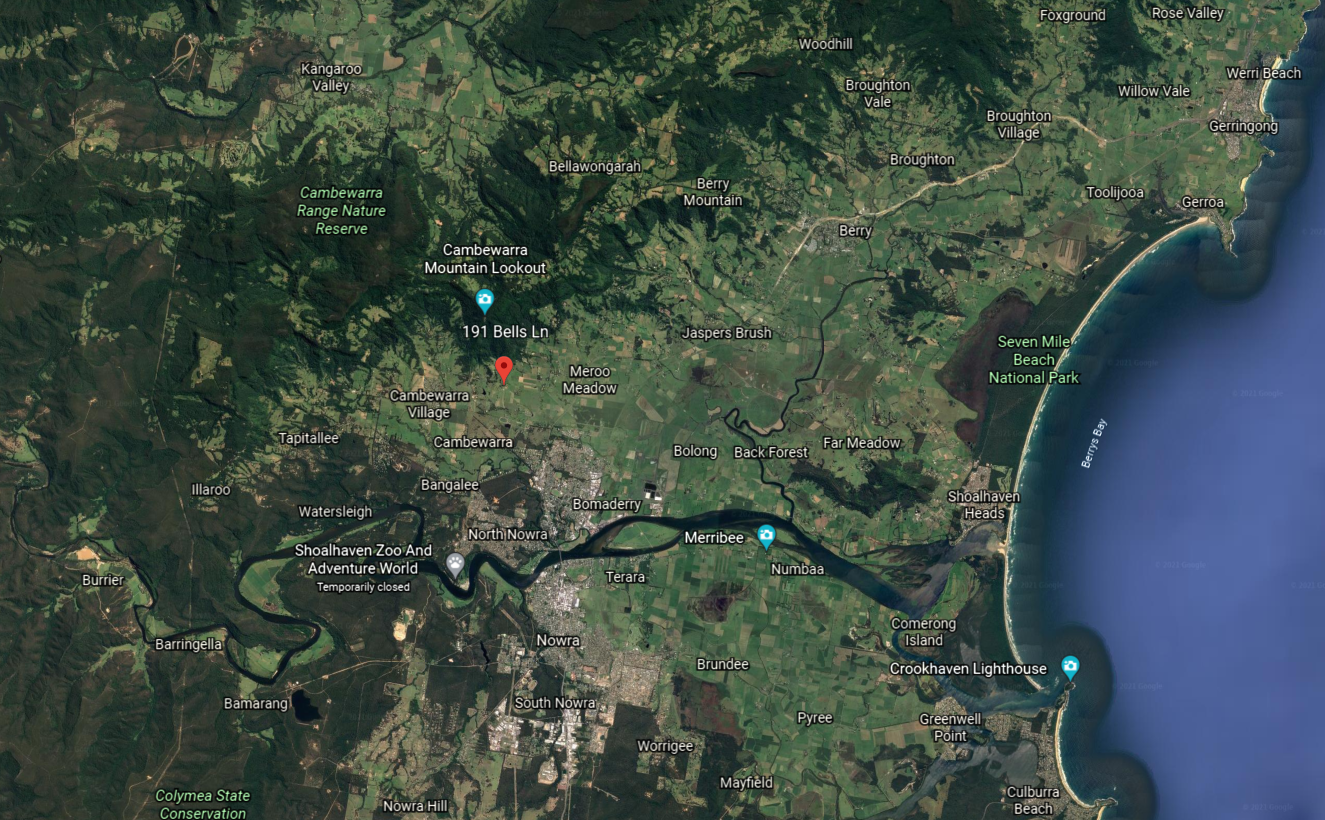 Foxground
Rose Valley
Woodhill
Kangaroo
Valley
Werri Beach
Broughton
Vale
Willow Vale
Broughton
Village
Gerringong
Broughton
Bellawongarah
Berry
Mountain
Cambewarra
Range Nature
Reserve
Toolijooa
Gerroa
Berry
Cambewarra
Mountain Lookout
191 Bells Ln
Jaspers Brush
Seven Mile
Beach
National Park
Meroo
Meadow
Cambewarra
Village
Tapitallee
Cambewarra
Bolong
Back Forest
Far Meadow
Berrys Bay
Illaroo
Bangalee
Shoalhaven
Heads
Watersleigh
Bomaderry
North Nowra
Merribee
Shoalhaven Zoo And
Adventure World
Temporarily closed
Burrier
Terara
Numbaa
Comerong
Island
Barringella
Nowra
Brundee
Crookhaven Lighthouse
Bamarang
South Nowra
Pyree
Greenwell
Point
Worrigee
Mayfield
Culburra
Beach
Colymea State
Conservation
Nowra Hill